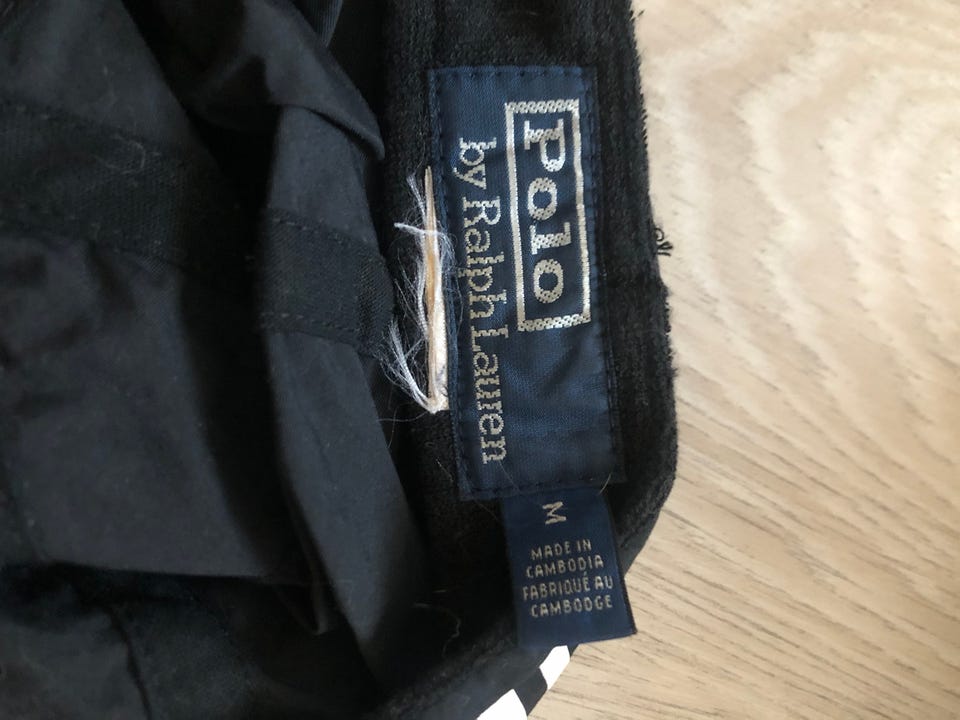 Polo
by Ralph Lauren
M
MADE IN
CAMBODIA
FABRIQUÉ AU
CAMBODGE